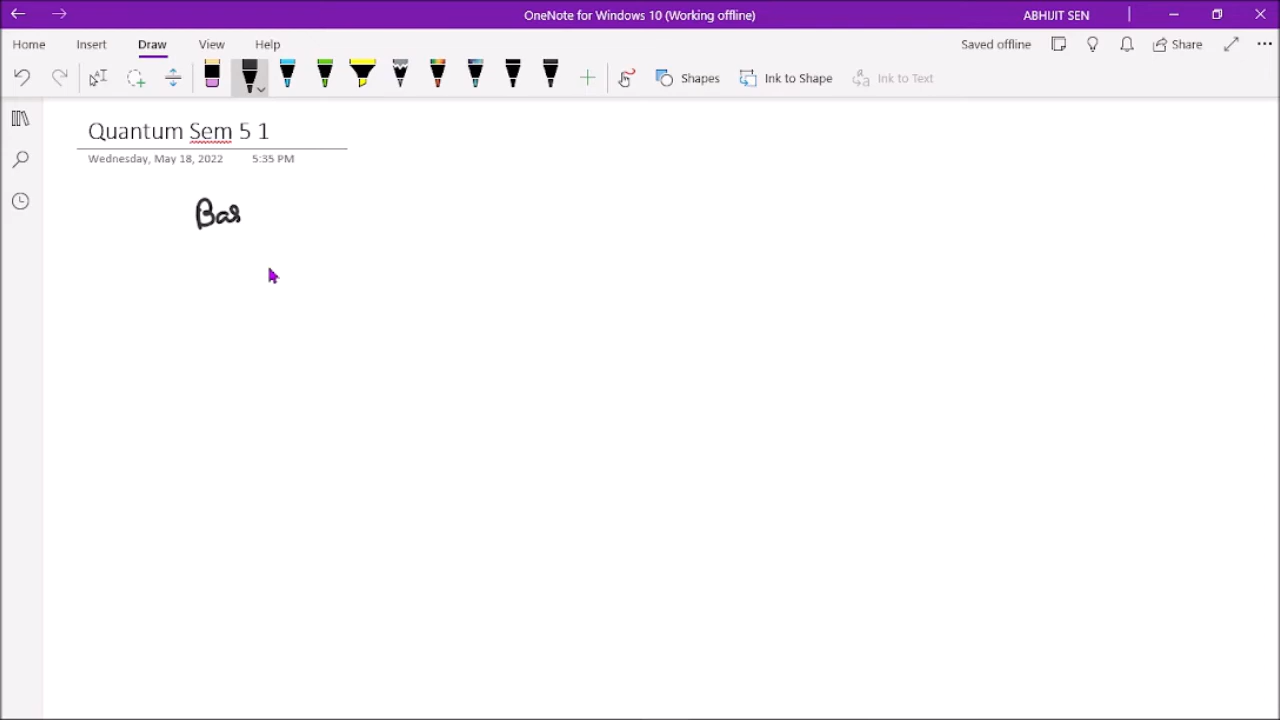 OneNote for Windows 10 (Working offline)
ABHIJIT SEN
Home Insert Draw View Help
Saved offline
Share
Shapes
Ink to Shape
Ink to Text
Quantum Sem 5 1
Wednesday, May 18, 2022 5:35 PM
Bas